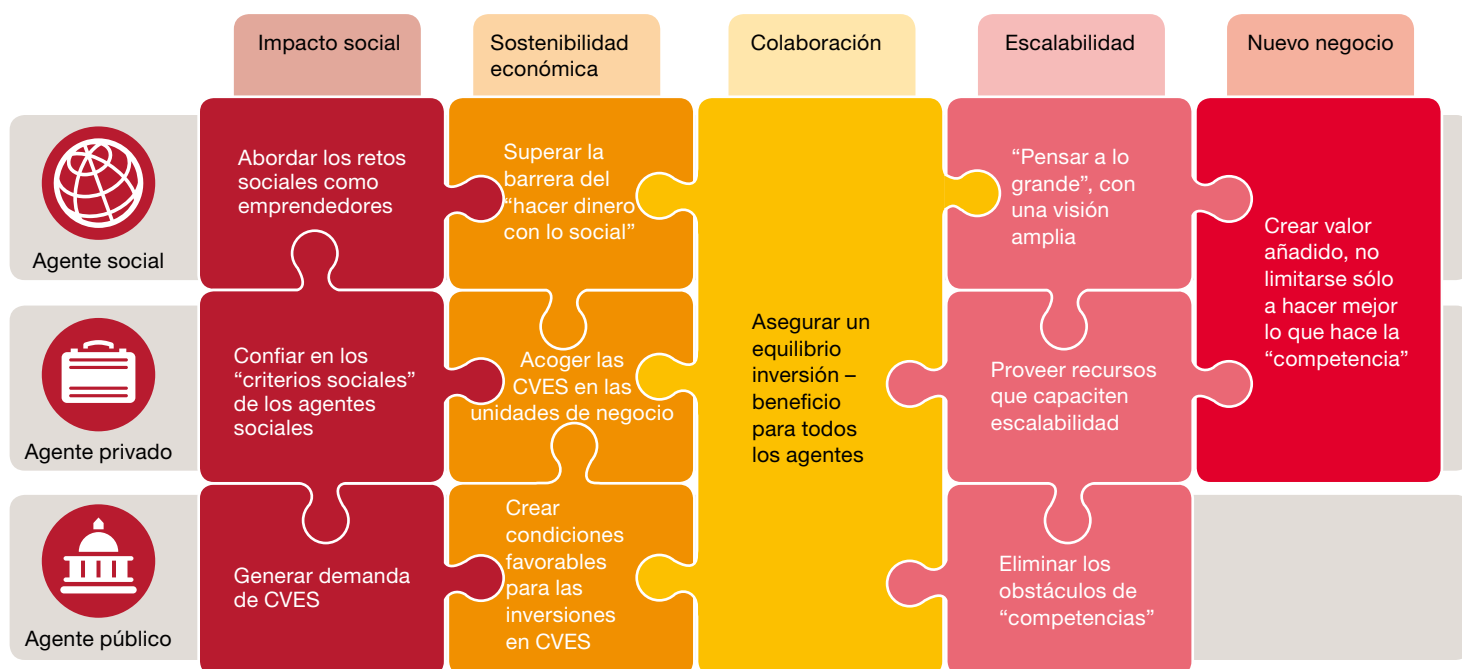 Impacto social
Sostenibilidad
económica
Colaboración
Escalabilidad
Nuevo negocio
Agente social
Abordar los retos
sociales como
emprendedores
Superar la
barrera del
“hacer dinero
con lo social”
“Pensar a lo
grande”, con
una visión
amplia
Agente privado
Confiar en los
“criterios sociales”
de los agentes
sociales
Acoger las
CVES en las
unidades de negocio
Asegurar un
equilibrio
inversión –
beneficio
para todos
los agentes
Proveer recursos
que capaciten
escalabilidad
Crear valor
añadido, no
limitarse sólo
a hacer mejor
lo que hace la
“competencia”
Agente público
Generar demanda
de CVES
Crear
condiciones
favorables
para las
inversiones
en CVES
Eliminar los
obstáculos de
“competencias”